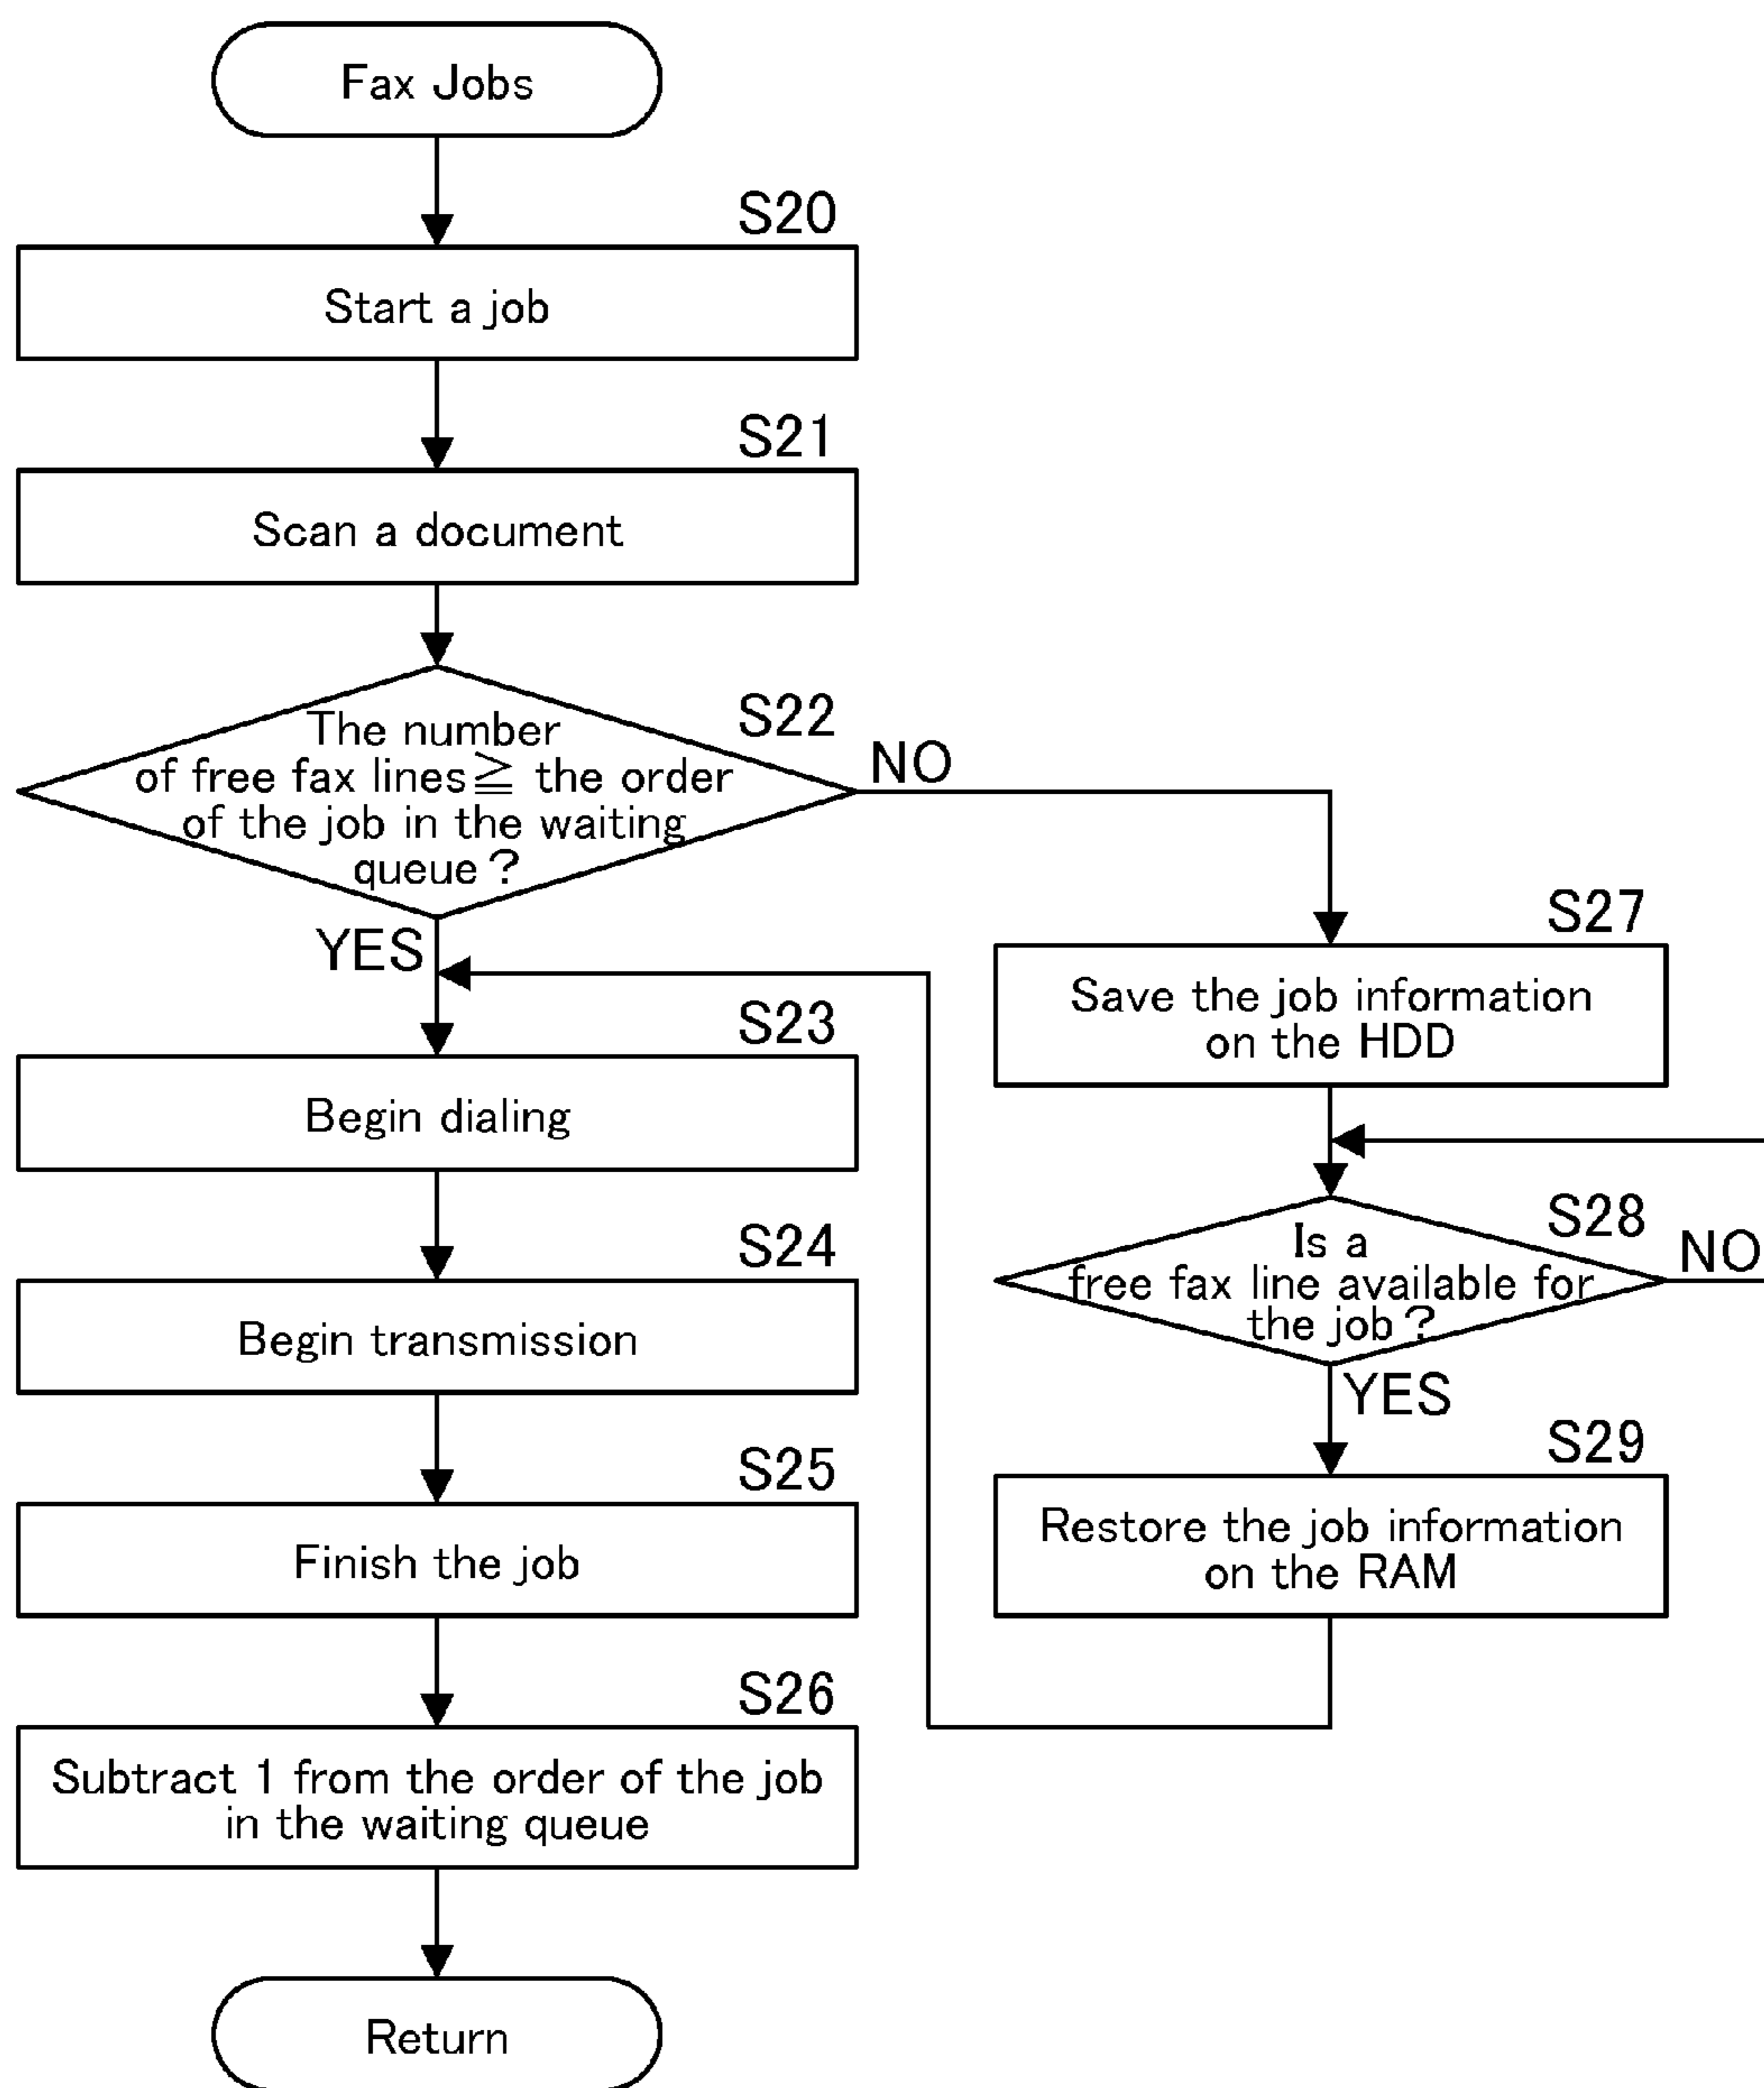 Fax Jobs
S20
Start a job
S21
Scan a document
S22
The number
of free fax lines≧ the order
of the job in the waiting
queue?
NO
YES
S23
Begin dialing
S24
Begin transmission
S25
Finish the job
S26
Subtract 1 from the order of the job
in the waiting queue
Return
S27
Save the job information
on the HDD
S28
Is a
free fax line available for
the job?
NO
YES
S29
Restore the job information
on the RAM